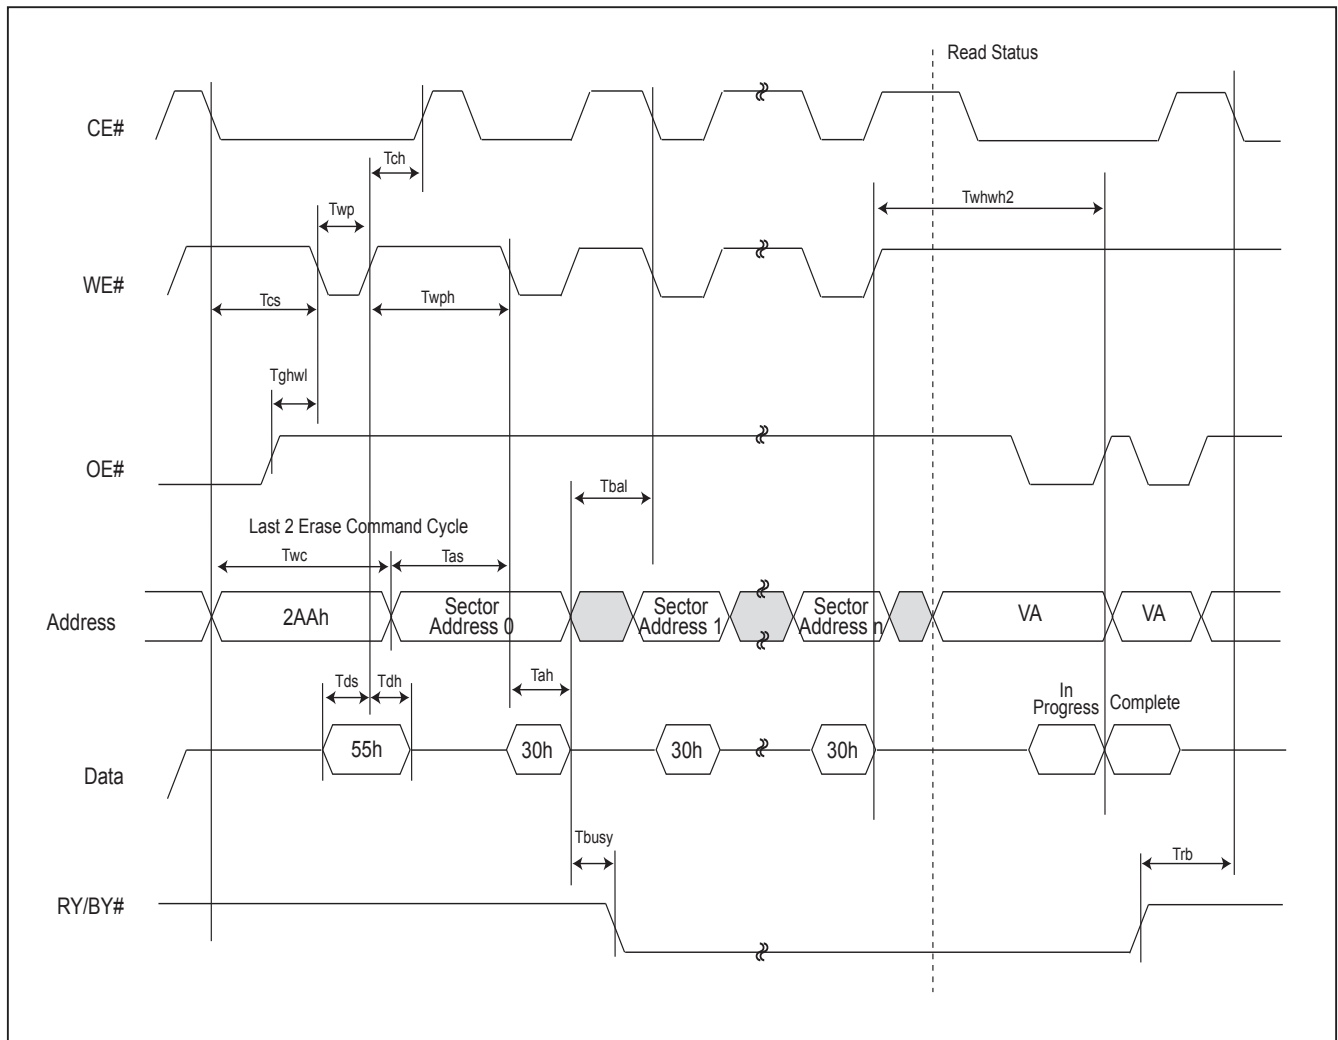 Read Status
CE#
Tch
Twhwh2
Twp
WE#
Tcs
Twph
Tghwl
OE#
Tbal
Last 2 Erase Command Cycle
Twc
Tas
Address
2AAh
Sector
Address 0
Sector
Address 1
Sector
Address n
VA
VA
Tds
Tdh
Tah
In
Progress
Complete
Data
55h
30h
30h
30h
Tbusy
Trb
RY/BY#